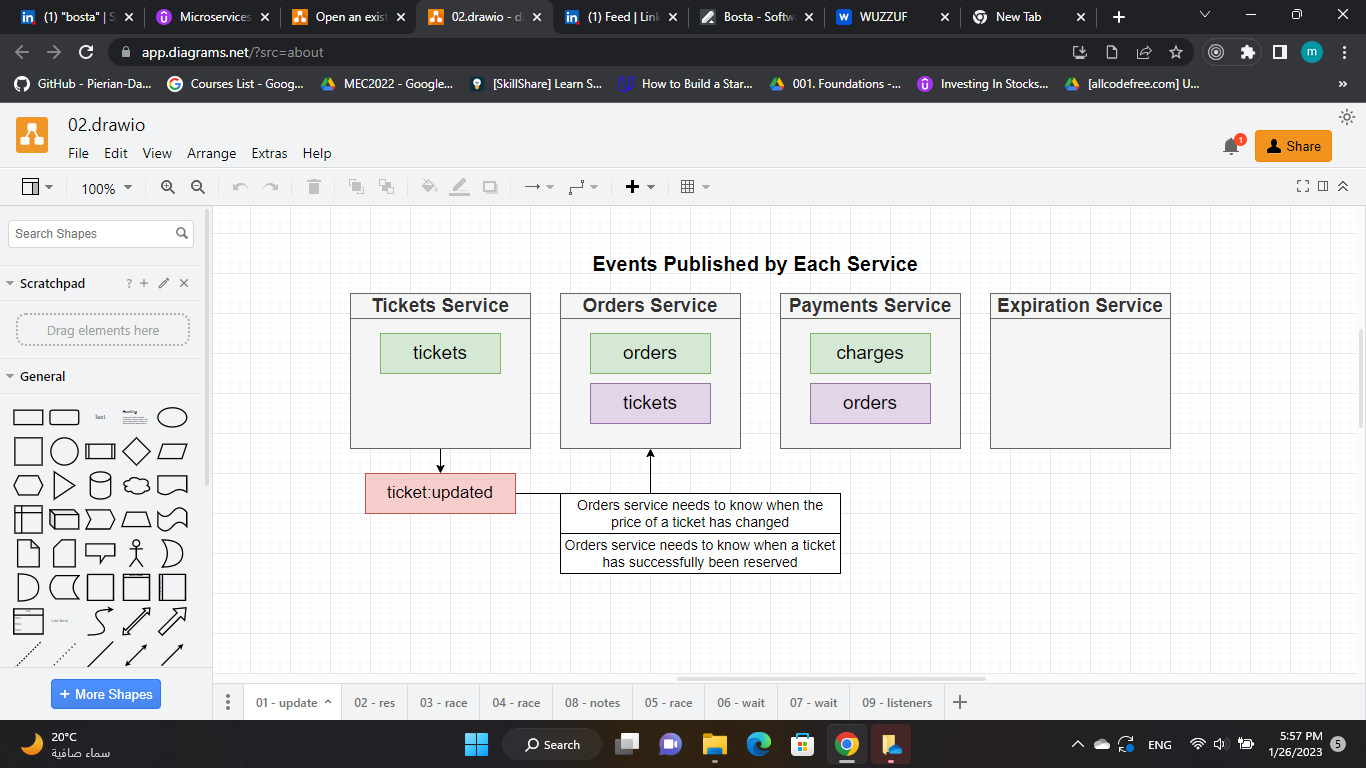 (1) "bosta" | S
Microservices
Open an exist
02.drawio - d
(1) Feed | Link
Bosta - Softw
WUZZUF
New Tab
app.diagrams.net/?src=about
m
GitHub - Pierian-Da...
Courses List - Goog...
MEC2022 - Google...
[SkillShare] Learn S...
How to Build a Star...
001. Foundations -...
Investing In Stocks...
[allcodefree.com] U...
»
02.drawio
File Edit View Arrange Extras Help
1
Share
100%
Search Shapes
Scratchpad
?
Drag elements here
General
Text
Heading
List Item
+ More Shapes
Events Published by Each Service
Tickets Service
tickets
Orders Service
orders
tickets
Payments Service
charges
orders
Expiration Service
ticket:updated
Orders service needs to know when the
price of a ticket has changed
Orders service needs to know when a ticket
has successfully been reserved
01 - update
02 - res
03 - race
04 - race
08 - notes
05 - race
06 - wait
07 - wait
09 - listeners
20°C
سماء صافية
Search
ENG
5:57 PM
1/26/2023
5